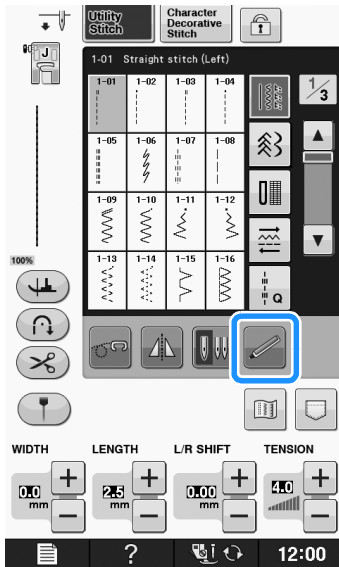 Utility
Stitch
Character
Decorative
Stitch
J
1-01 Straight stitch (Left)
1-01 1-02 1-03 1-04
1/3
1-05 1-06 1-07 1-08
1-09 1-10 1-11 1-12
1-13 1-14 1-15 1-16
100%
Q
WIDTH LENGTH L/R SHIFT TENSION
0.0 mm + −
2.5 mm + −
0.00 mm + −
4.0 + −
? 12:00